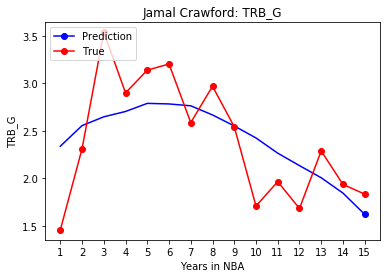 Jamal Crawford: TRB_G
Prediction
True
3.5
3.0
2.5
2.0
1.5
TRB_G
1 2 3 4 5 6 7 8 9 10 11 12 13 14 15
Years in NBA